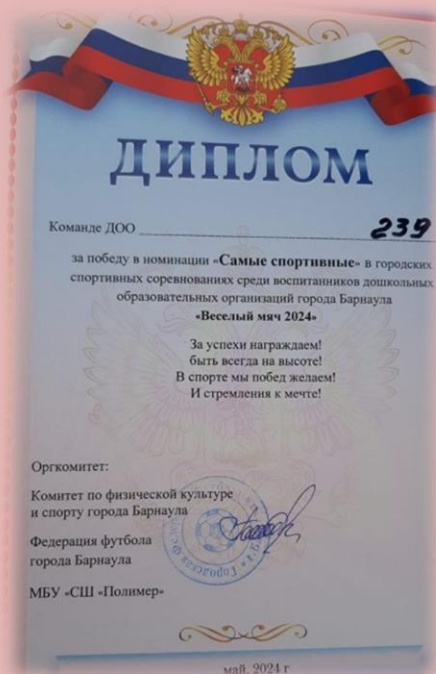 ДИПЛОМ
Команде ДОО 239
за победу в номинации «Самые спортивные» в городских
спортивных соревнованиях среди воспитанников дошкольных
образовательных организаций города Барнаула
«Веселый мяч 2024»
За успехи награждаем!
быть всегда на высоте!
В спорте мы побед желаем!
И стремления к мечте!
Оргкомитет:
Комитет по физической культуре
и спорту города Барнаула
Федерация футбола
города Барнаула
МБУ «СШ «Полимер»
май, 2024 г